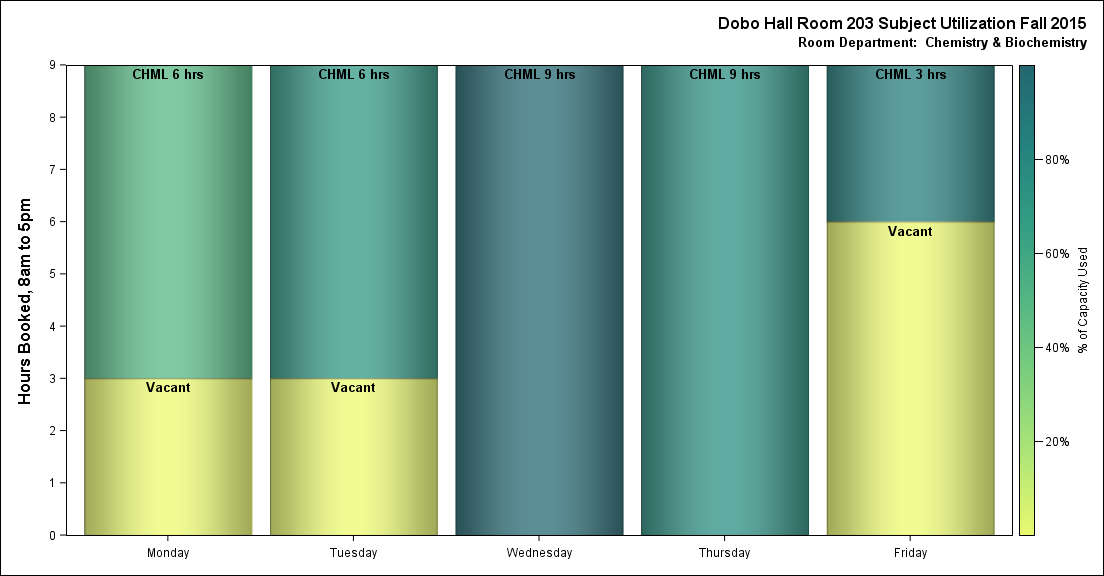 Dobo Hall Room 203 Subject Utilization Fall 2015
Room Department:  Chemistry & Biochemistry
Hours Booked, 8am to 5pm
9
8
7
6
5
4
3
2
1
0
CHML 6 hrs
Vacant
CHML 6 hrs
Vacant
CHML 9 hrs
CHML 9 hrs
CHML 3 hrs
Vacant
Monday
Tuesday
Wednesday
Thursday
Friday
80%
60%
40%
20%
% of Capacity Used